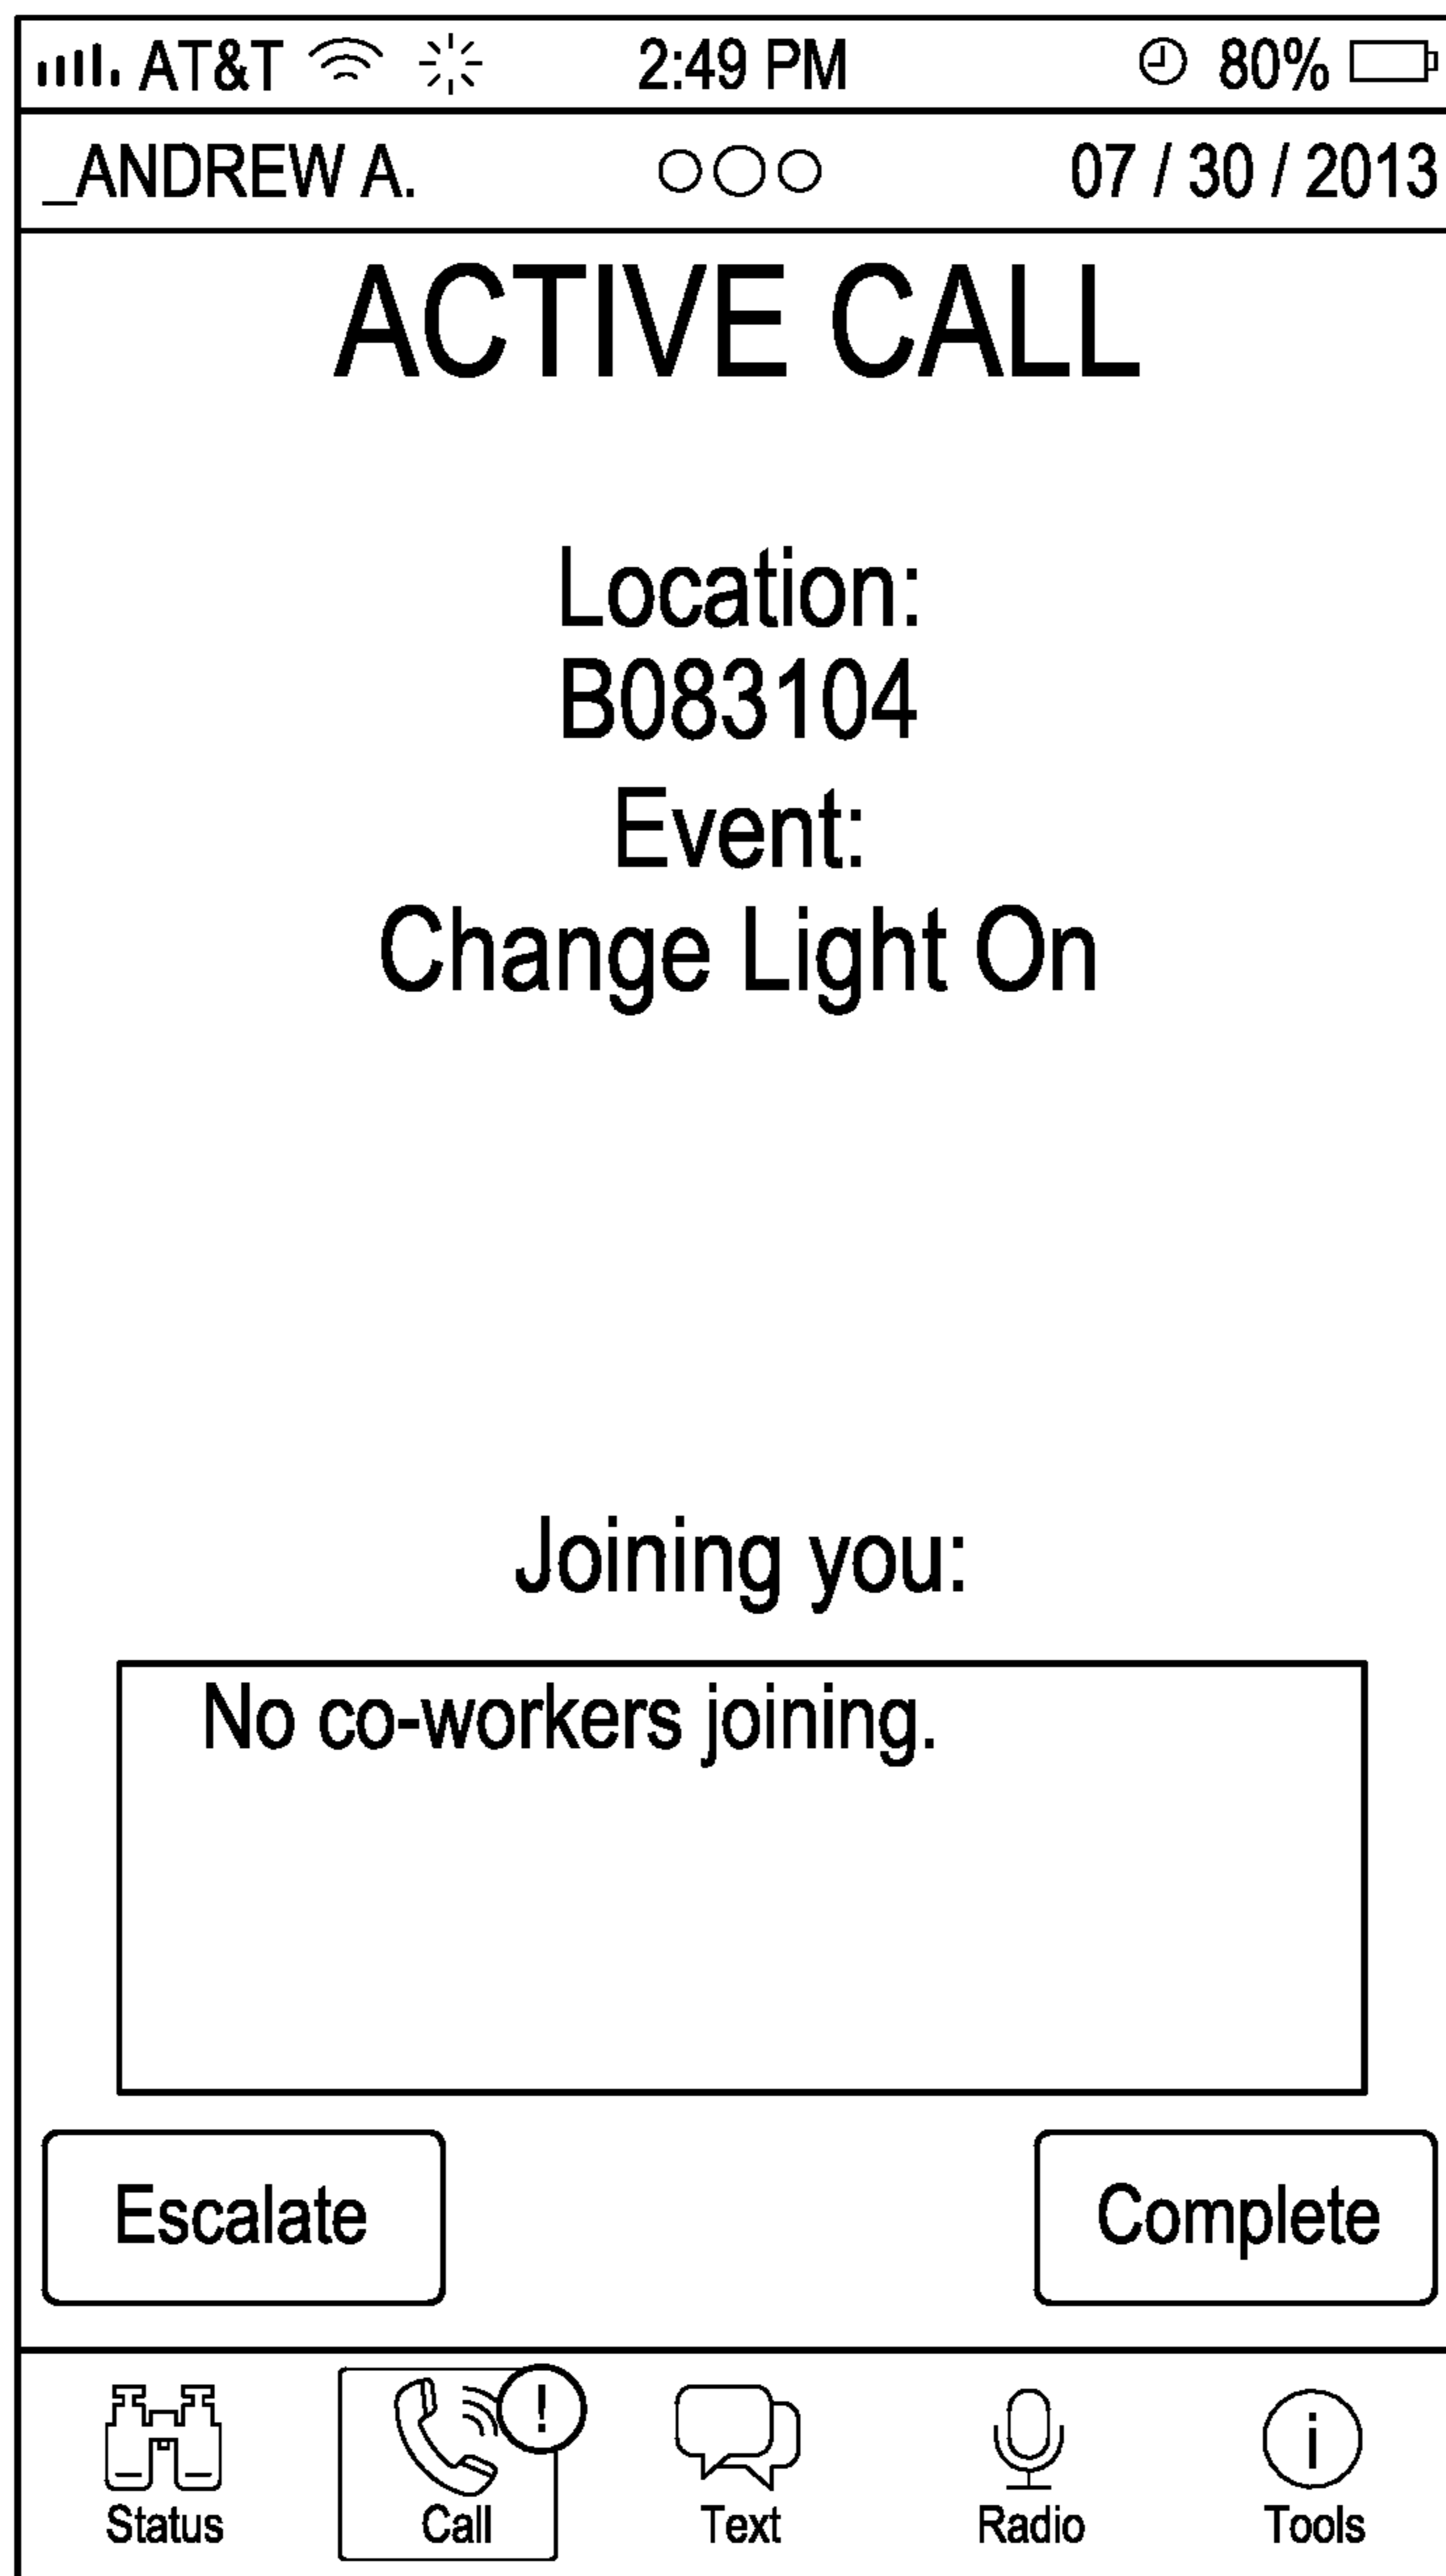 AT&T 2:49 PM 80%
_ANDREW A. 07 / 30 / 2013
ACTIVE CALL
Location:
B083104
Event:
Change Light On
Joining you:
No co-workers joining.
Escalate Complete
!
i
Status Call Text Radio Tools